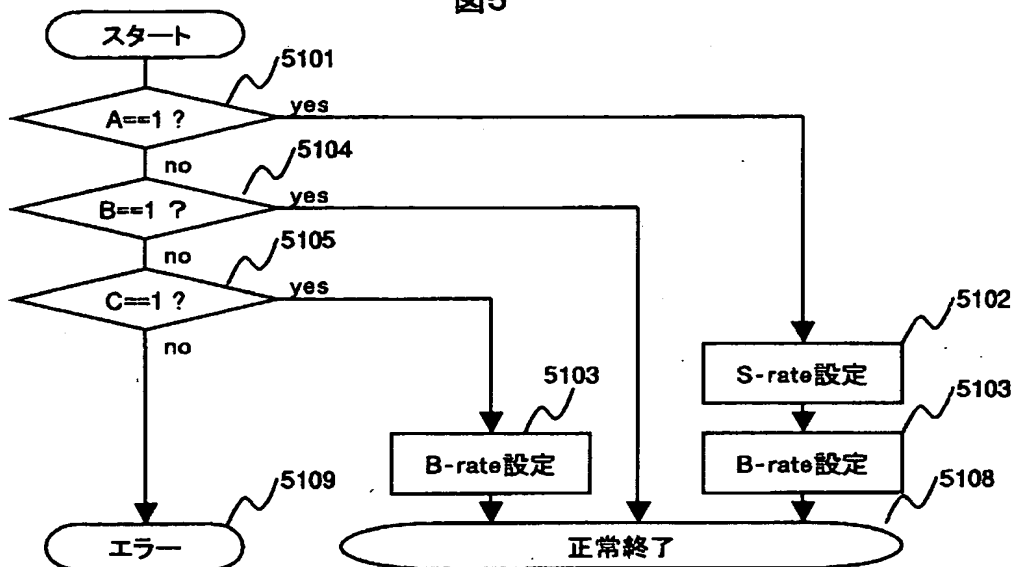 図5
スタート
5101
A==1 ?
yes
no
5104
B==1 ?
yes
no
5105
C==1 ?
yes
no
5102
S-rate設定
5103
B-rate設定
5103
B-rate設定
5109
エラー
5108
正常終了